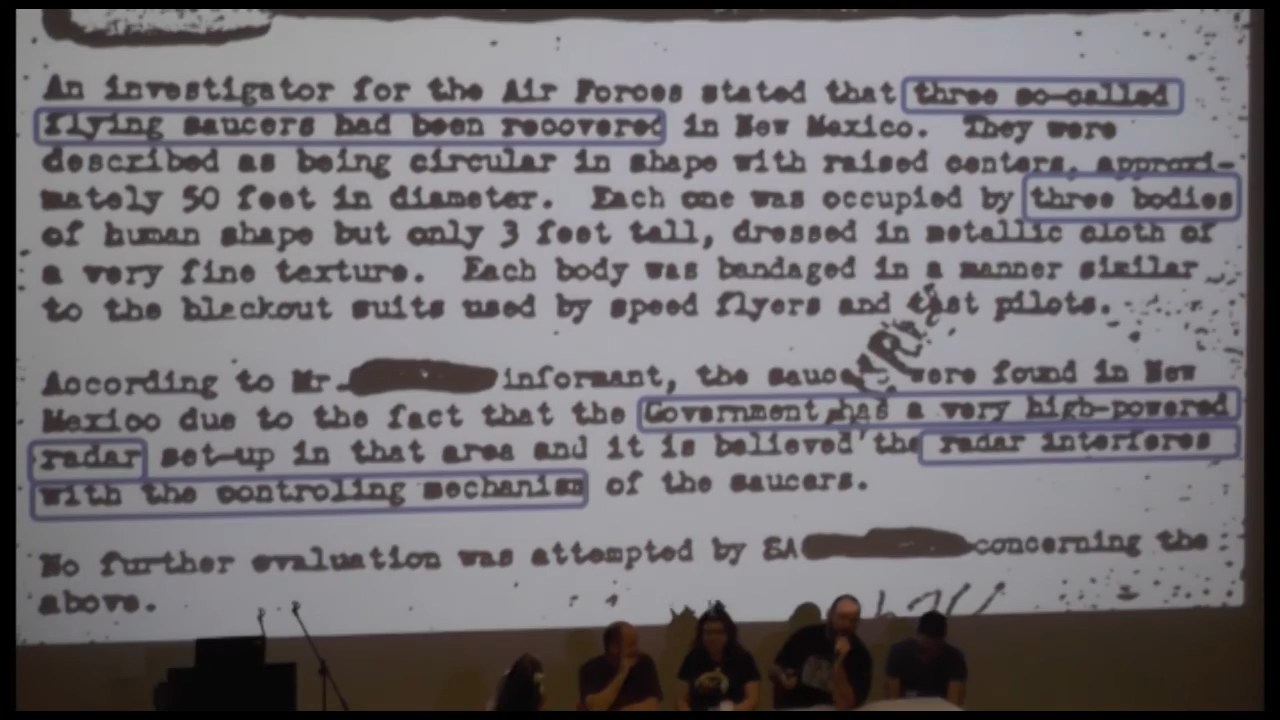 An investigator for the Air Forces stated that three so-called
flying saucers had been recovered in New Mexico. They were
described as being circular in shape with raised centers, approxi-
mately 50 feet in diameter. Each one was occupied by three bodies
of human shape but only 3 feet tall, dressed in metallic cloth of
a very fine texture. Each body was bandaged in a manner similar
to the blackout suits used by speed flyers and test pilots.
According to Mr. informant, the saucers were found in New
Mexico due to the fact that the Government has a very high-powered
radar set-up in that area and it is believed the radar interferes
with the controling mechanism of the saucers.
No further evaluation was attempted by SA concerning the
above.